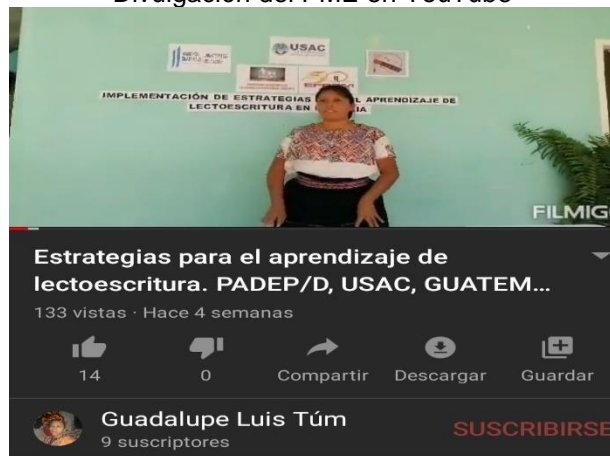 Divulgación del PME en YouTube
USAC
IMPLEMENTACIÓN DE ESTRATEGIAS EL APRENDIZAJE DE
LECTOESCRITURA EN
FILMIG
Estrategias para el aprendizaje de
lectoescritura. PADEP/D, USAC, GUATEM...
133 vistas · Hace 4 semanas
14 0 Compartir Descargar Guardar
Guadalupe Luis Túm
SUSCRIBIRSE
9 suscriptores